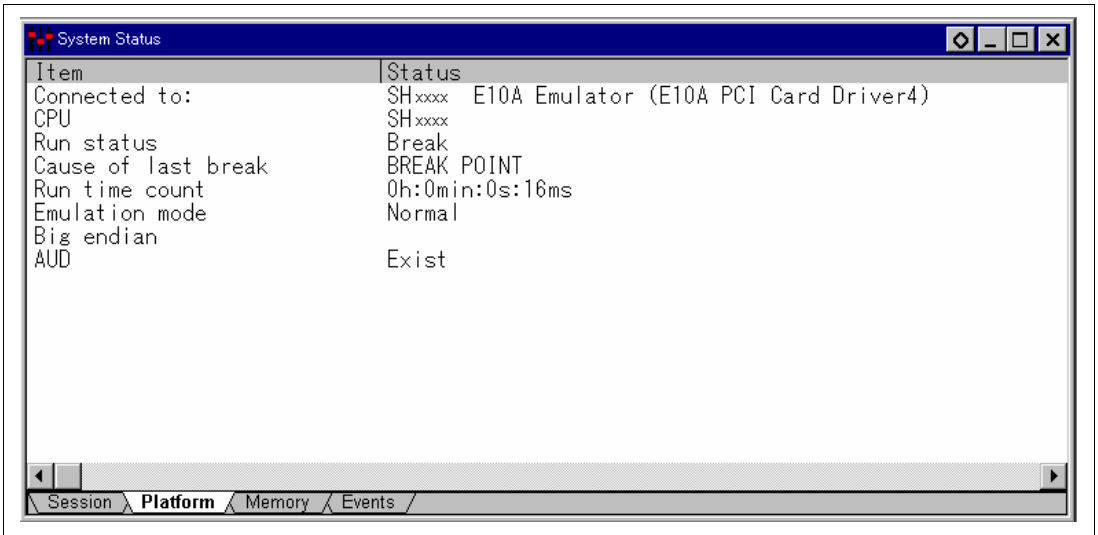 System Status
Item Status
Connected to: SHxxxx E10A Emulator (E10A PCI Card Driver4)
CPU SHxxxx
Run status Break
Cause of last break BREAK POINT
Run time count 0h:0min:0s:16ms
Emulation mode Normal
Big endian
AUD Exist
Session Platform Memory Events